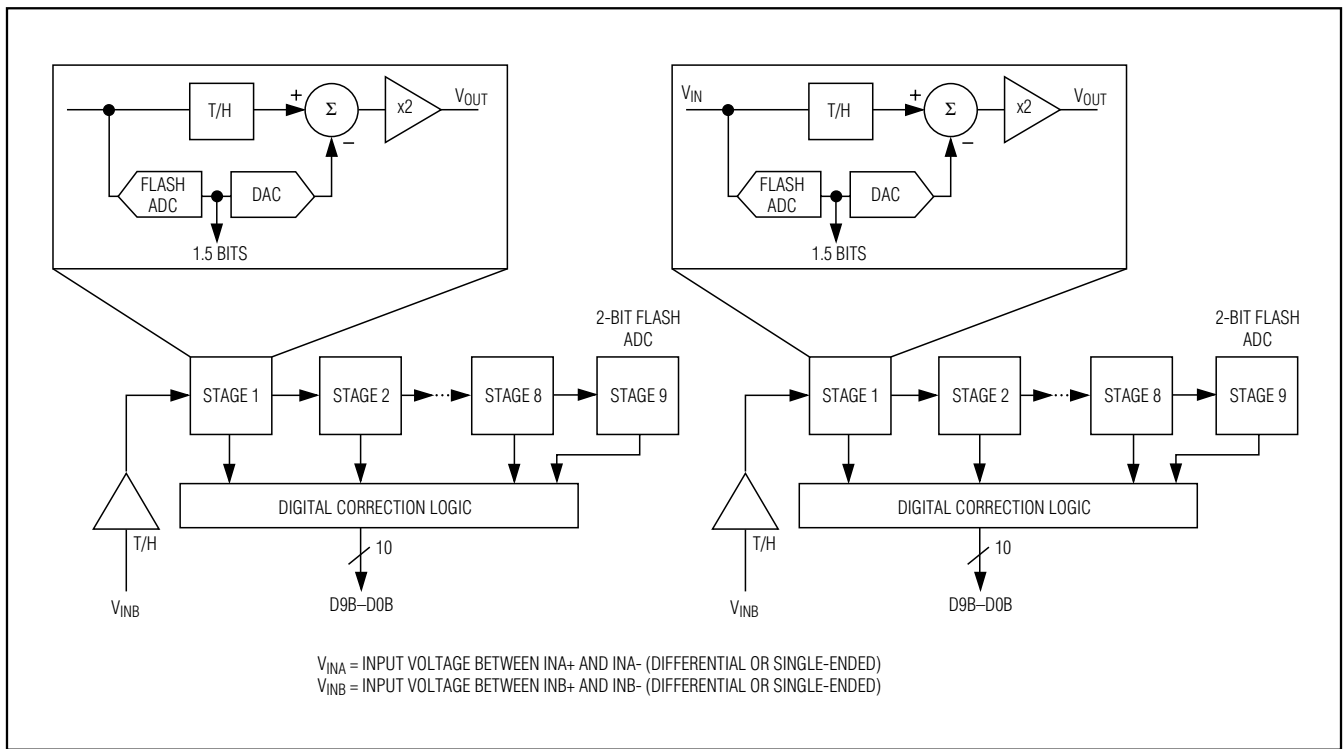 T/H
+
Σ
−
x2
VOUT
FLASH
ADC
DAC
1.5 BITS
2-BIT FLASH
ADC
STAGE 1
STAGE 2
STAGE 8
STAGE 9
DIGITAL CORRECTION LOGIC
T/H
10
VINB
D9B–D0B
VIN
T/H
+
Σ
−
x2
VOUT
FLASH
ADC
DAC
1.5 BITS
2-BIT FLASH
ADC
STAGE 1
STAGE 2
STAGE 8
STAGE 9
DIGITAL CORRECTION LOGIC
T/H
10
VINB
D9B–D0B
VINA = INPUT VOLTAGE BETWEEN INA+ AND INA- (DIFFERENTIAL OR SINGLE-ENDED)
VINB = INPUT VOLTAGE BETWEEN INB+ AND INB- (DIFFERENTIAL OR SINGLE-ENDED)